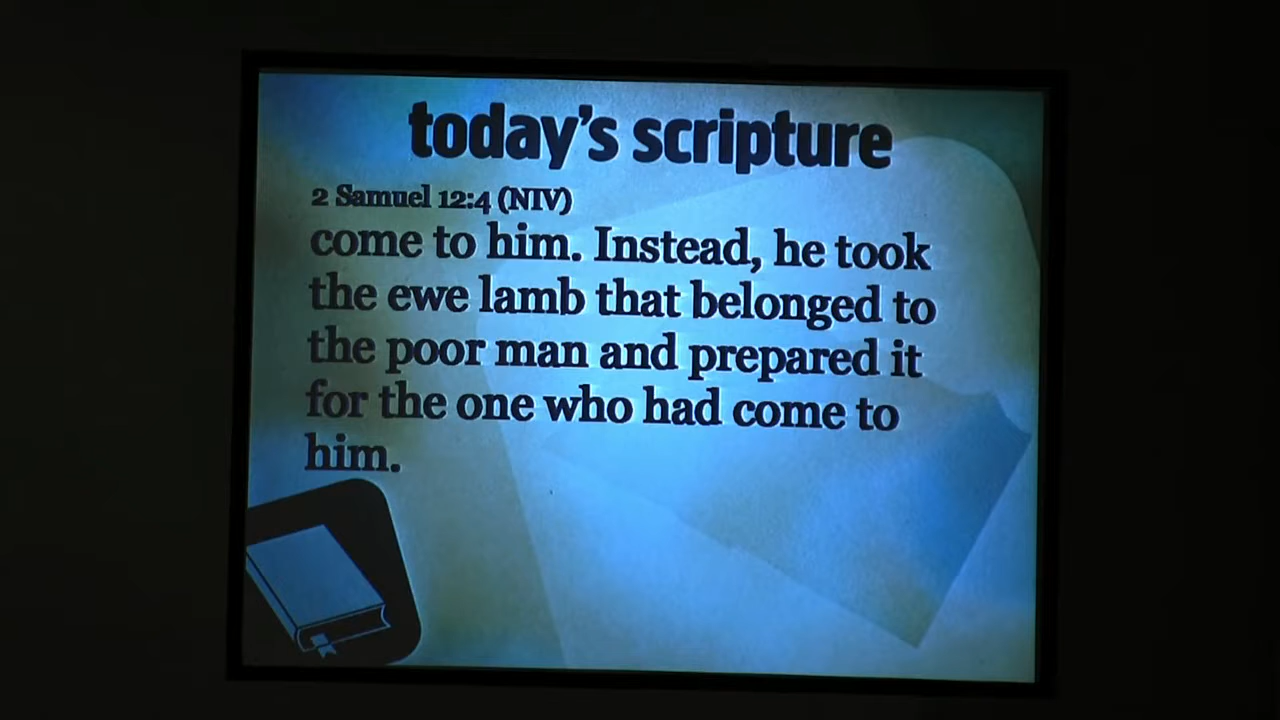 today's scripture
2 Samuel 12:4 (NIV)
come to him. Instead, he took
the ewe lamb that belonged to
the poor man and prepared it
for the one who had come to
him.